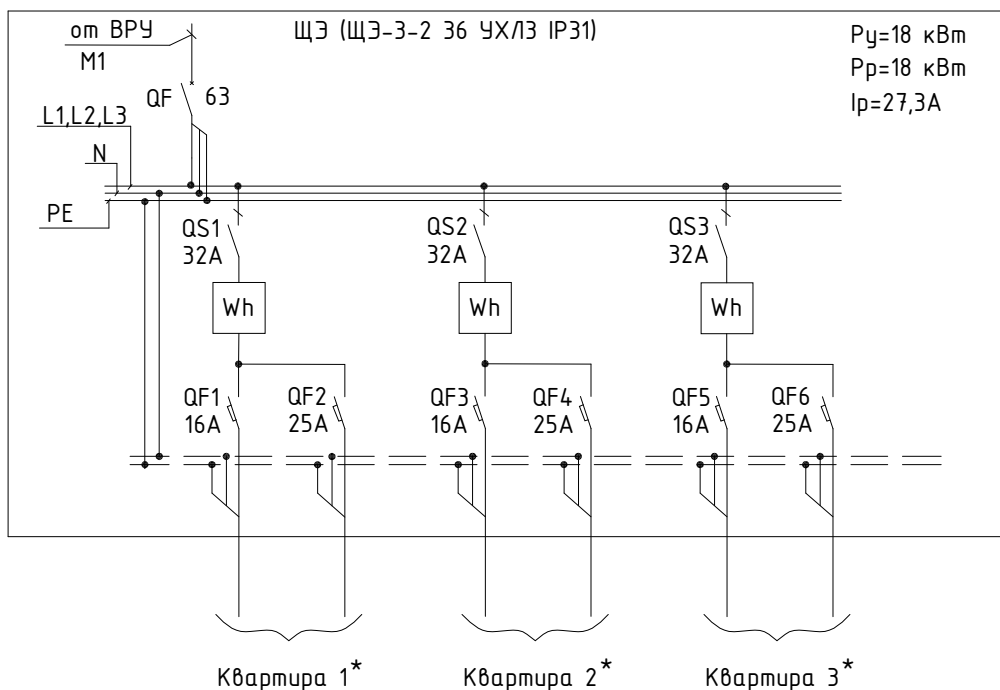 от ВРУ
М1
ЩЭ (ЩЭ-3-2 36 УХЛ3 IP31)
Ру=18 кВт
Рр=18 кВт
Iр=27,3А
QF 63
L1,L2,L3
N
PE
QS1
32А
QS2
32А
QS3
32А
Wh
Wh
Wh
QF1
16А
QF2
25А
QF3
16А
QF4
25А
QF5
16А
QF6
25А
Квартира 1*
Квартира 2*
Квартира 3*